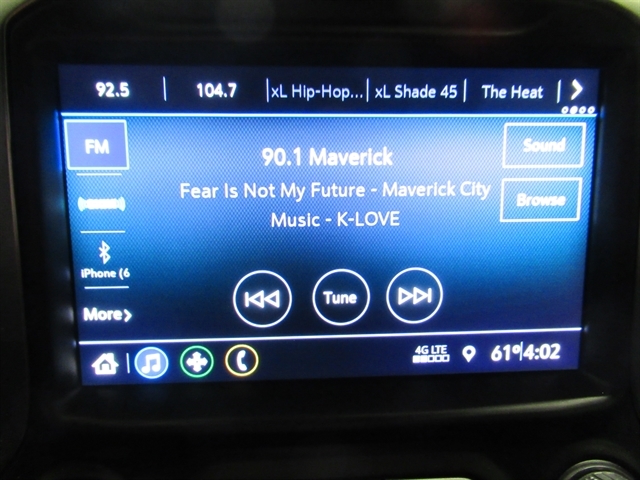 92.5 104.7 xL Hip-Hop... xL Shade 45 The Heat
FM
90.1 Maverick
Sound
Fear Is Not My Future - Maverick City
Music - K-LOVE
Browse
iPhone (6
Tune
More
4G LTE
61° 4:02